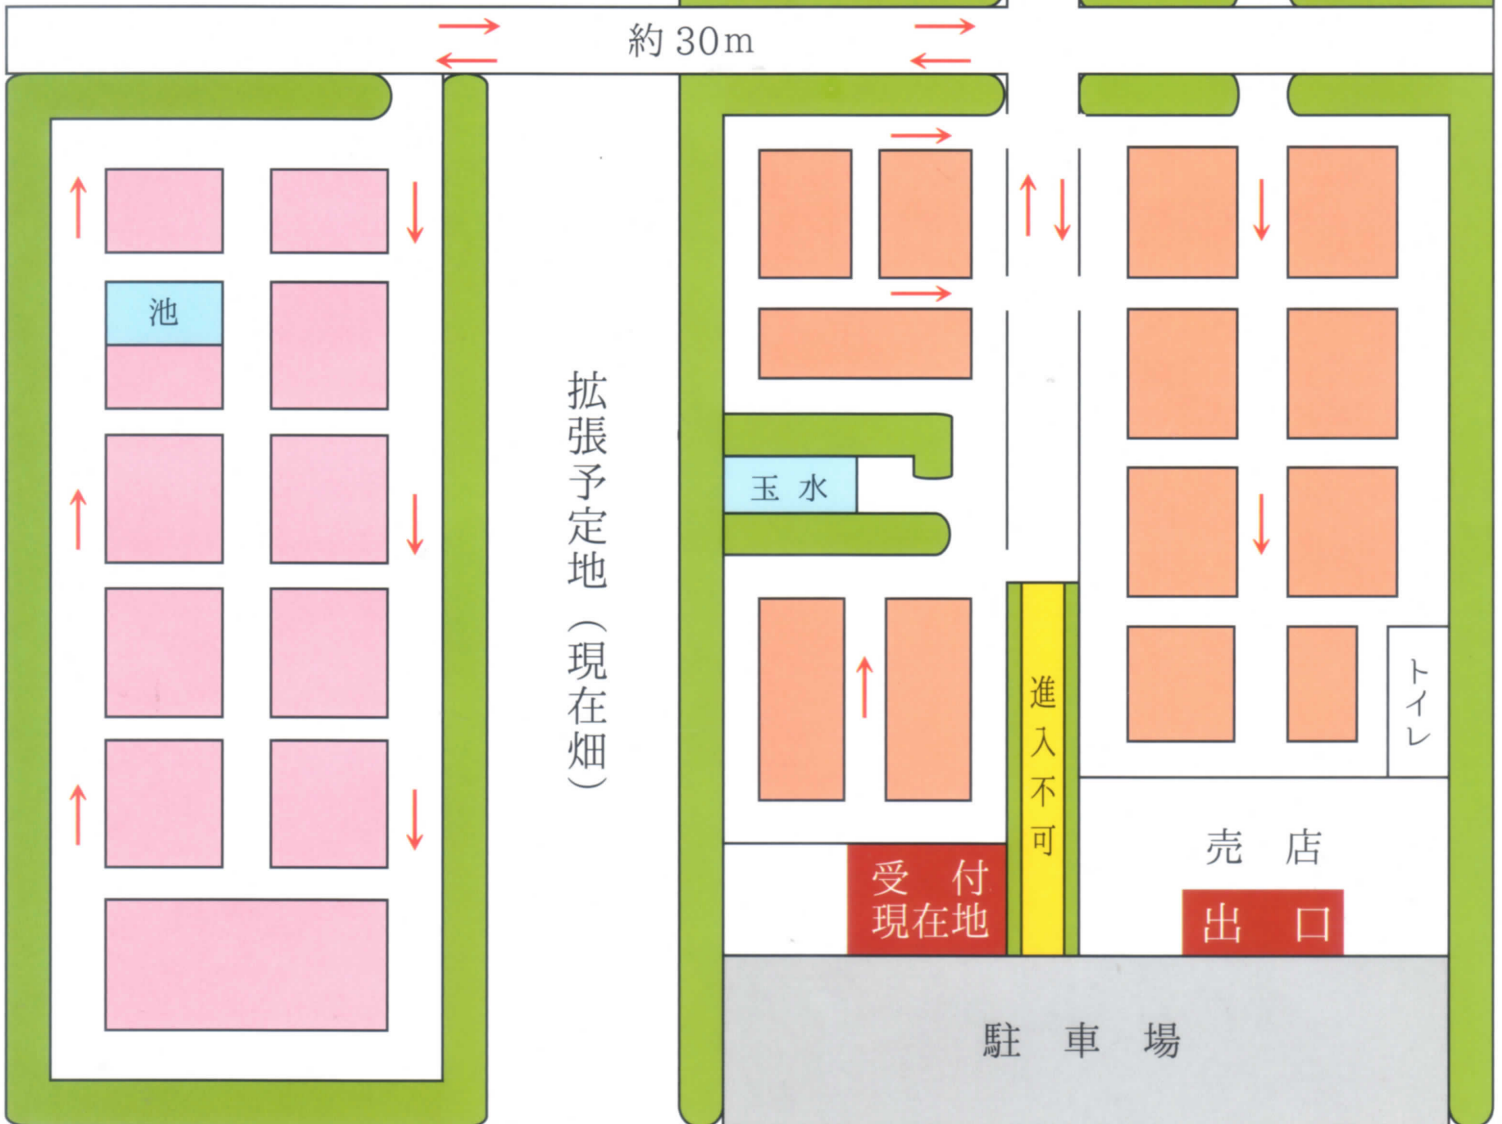 約30m
池
拡張予定地（現在畑）
玉水
進入不可
トイレ
売店
受付
現在地
出口
駐車場